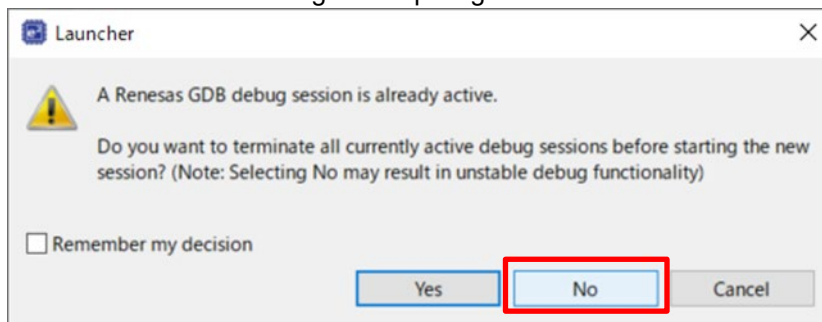 Launcher
A Renesas GDB debug session is already active.
Do you want to terminate all currently active debug sessions before starting the new
session? (Note: Selecting No may result in unstable debug functionality)
Remember my decision
Yes No Cancel